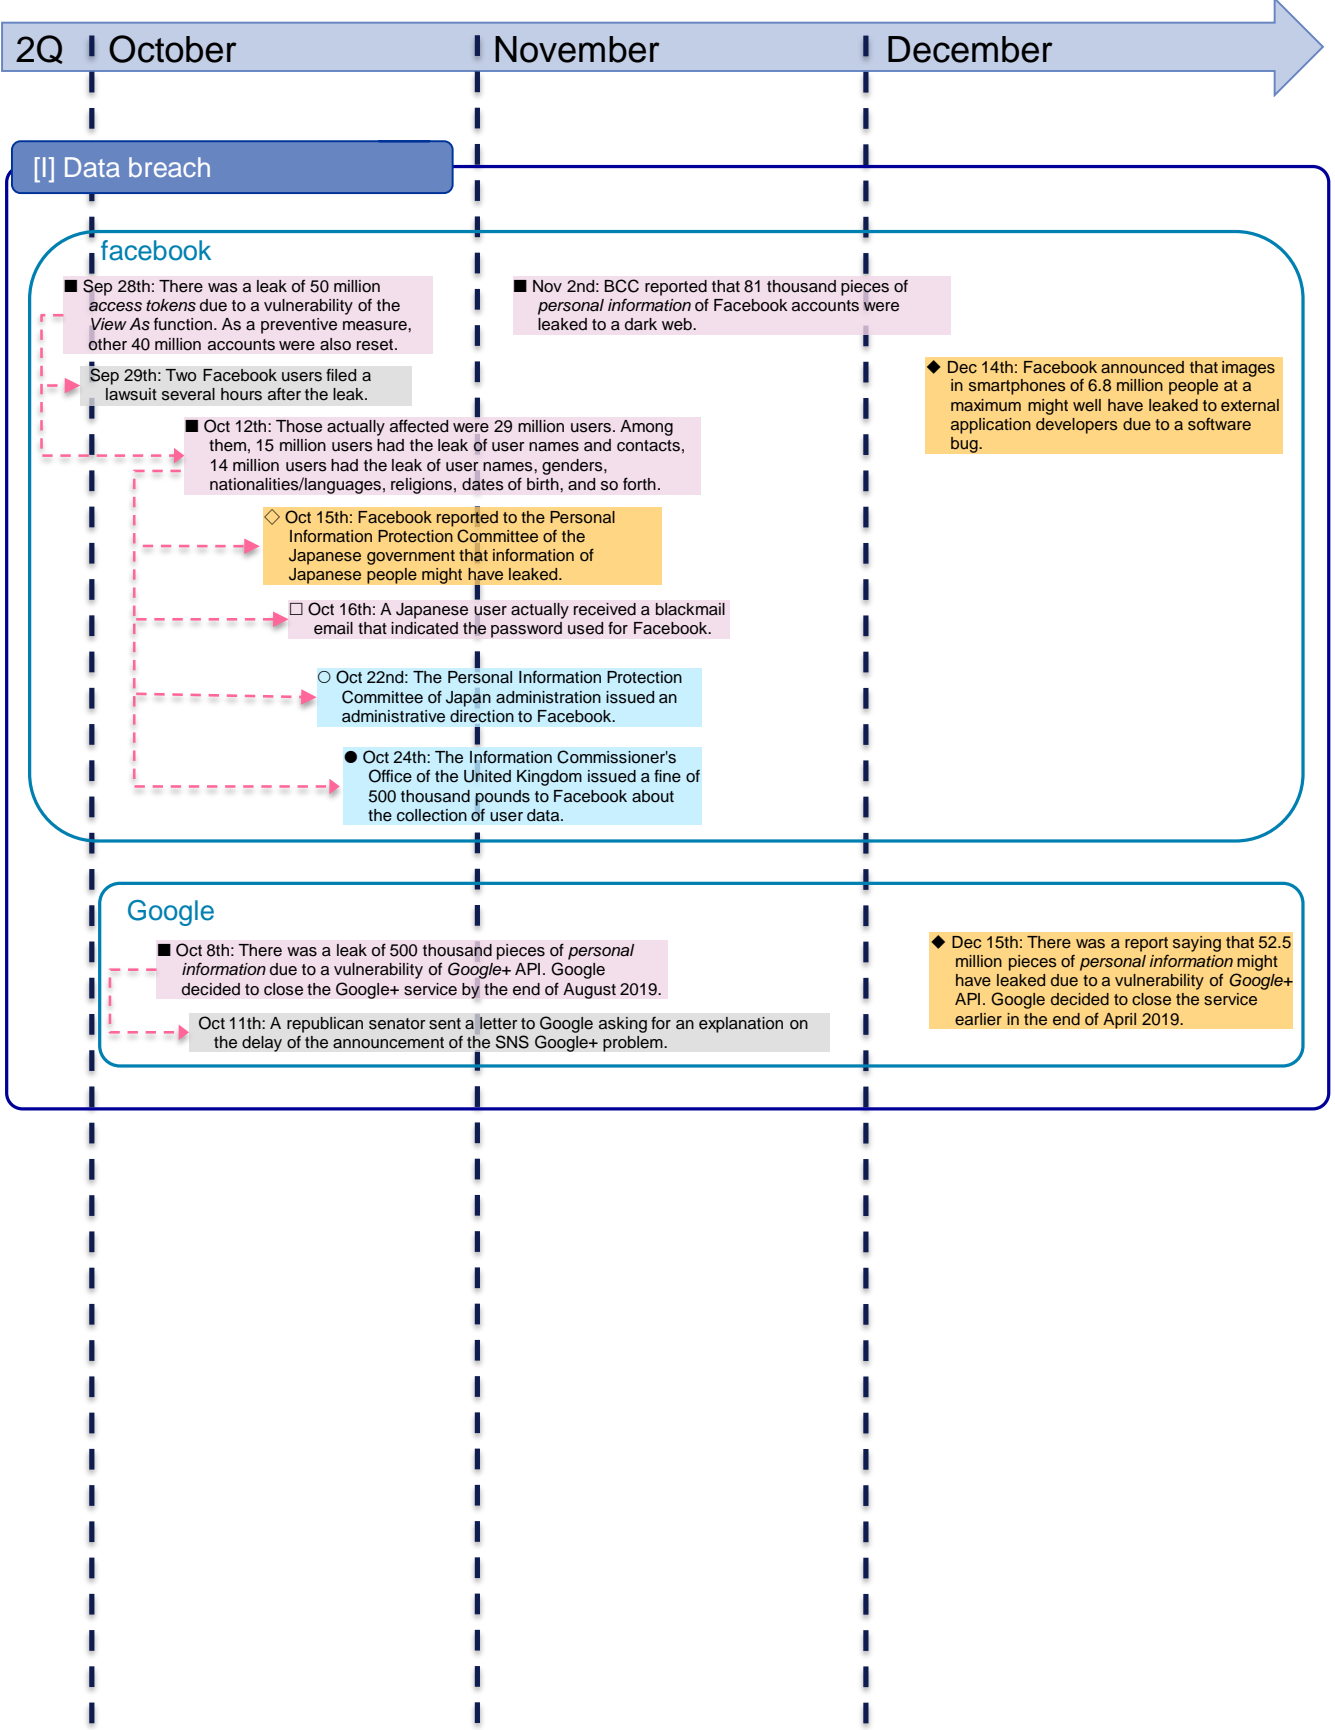 2Q October November December
[I] Data breach
facebook
■ Sep 28th: There was a leak of 50 million
access tokens due to a vulnerability of the
View As function. As a preventive measure,
other 40 million accounts were also reset.
Sep 29th: Two Facebook users filed a
lawsuit several hours after the leak.
■ Oct 12th: Those actually affected were 29 million users. Among
them, 15 million users had the leak of user names and contacts,
14 million users had the leak of user names, genders,
nationalities/languages, religions, dates of birth, and so forth.
◇ Oct 15th: Facebook reported to the Personal
Information Protection Committee of the
Japanese government that information of
Japanese people might have leaked.
□ Oct 16th: A Japanese user actually received a blackmail
email that indicated the password used for Facebook.
○ Oct 22nd: The Personal Information Protection
Committee of Japan administration issued an
administrative direction to Facebook.
● Oct 24th: The Information Commissioner's
Office of the United Kingdom issued a fine of
500 thousand pounds to Facebook about
the collection of user data.
■ Nov 2nd: BCC reported that 81 thousand pieces of
personal information of Facebook accounts were
leaked to a dark web.
◆ Dec 14th: Facebook announced that images
in smartphones of 6.8 million people at a
maximum might well have leaked to external
application developers due to a software
bug.
Google
■ Oct 8th: There was a leak of 500 thousand pieces of personal
information due to a vulnerability of Google+ API. Google
decided to close the Google+ service by the end of August 2019.
Oct 11th: A republican senator sent a letter to Google asking for an explanation on
the delay of the announcement of the SNS Google+ problem.
◆ Dec 15th: There was a report saying that 52.5
million pieces of personal information might
have leaked due to a vulnerability of Google+
API. Google decided to close the service
earlier in the end of April 2019.